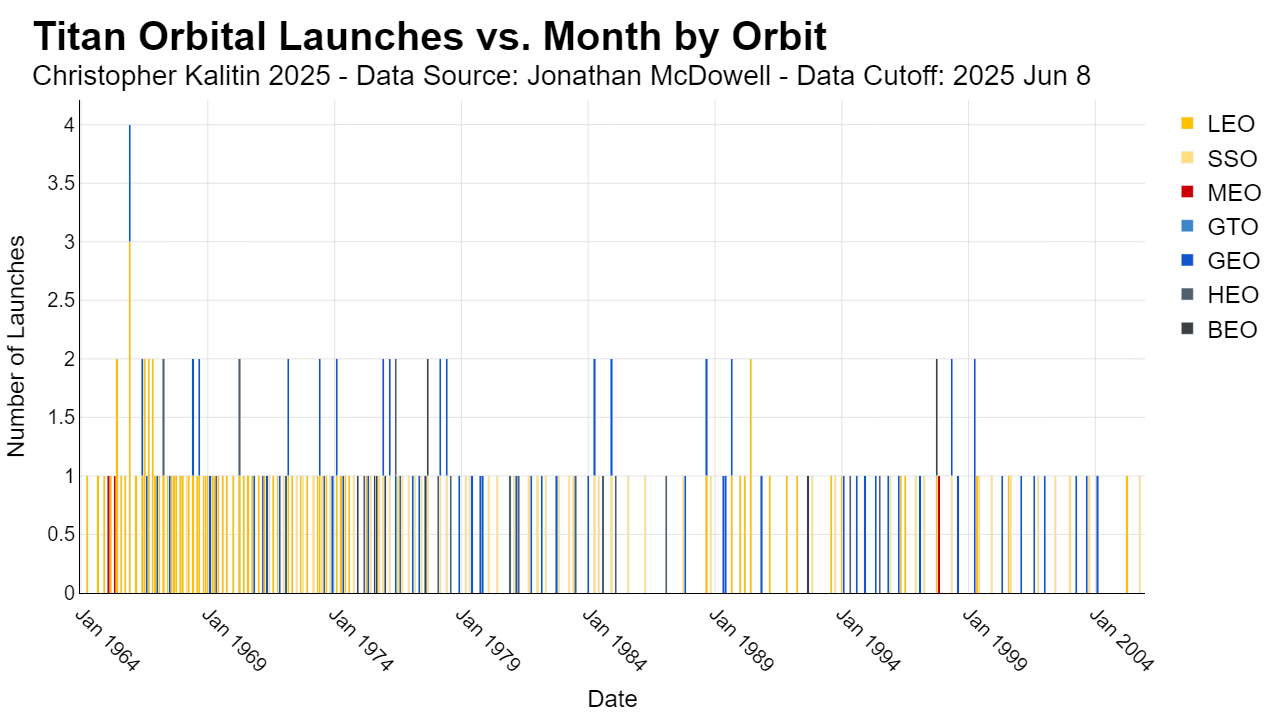 Titan Orbital Launches vs. Month by Orbit
Christopher Kalitin 2025 - Data Source: Jonathan McDowell - Data Cutoff: 2025 Jun 8
Number of Launches
4
3.5
3
2.5
2
1.5
1
0.5
0
Jan 1964
Jan 1969
Jan 1974
Jan 1979
Jan 1984
Jan 1989
Jan 1994
Jan 1999
Jan 2004
Date
LEO
SSO
MEO
GTO
GEO
HEO
BEO